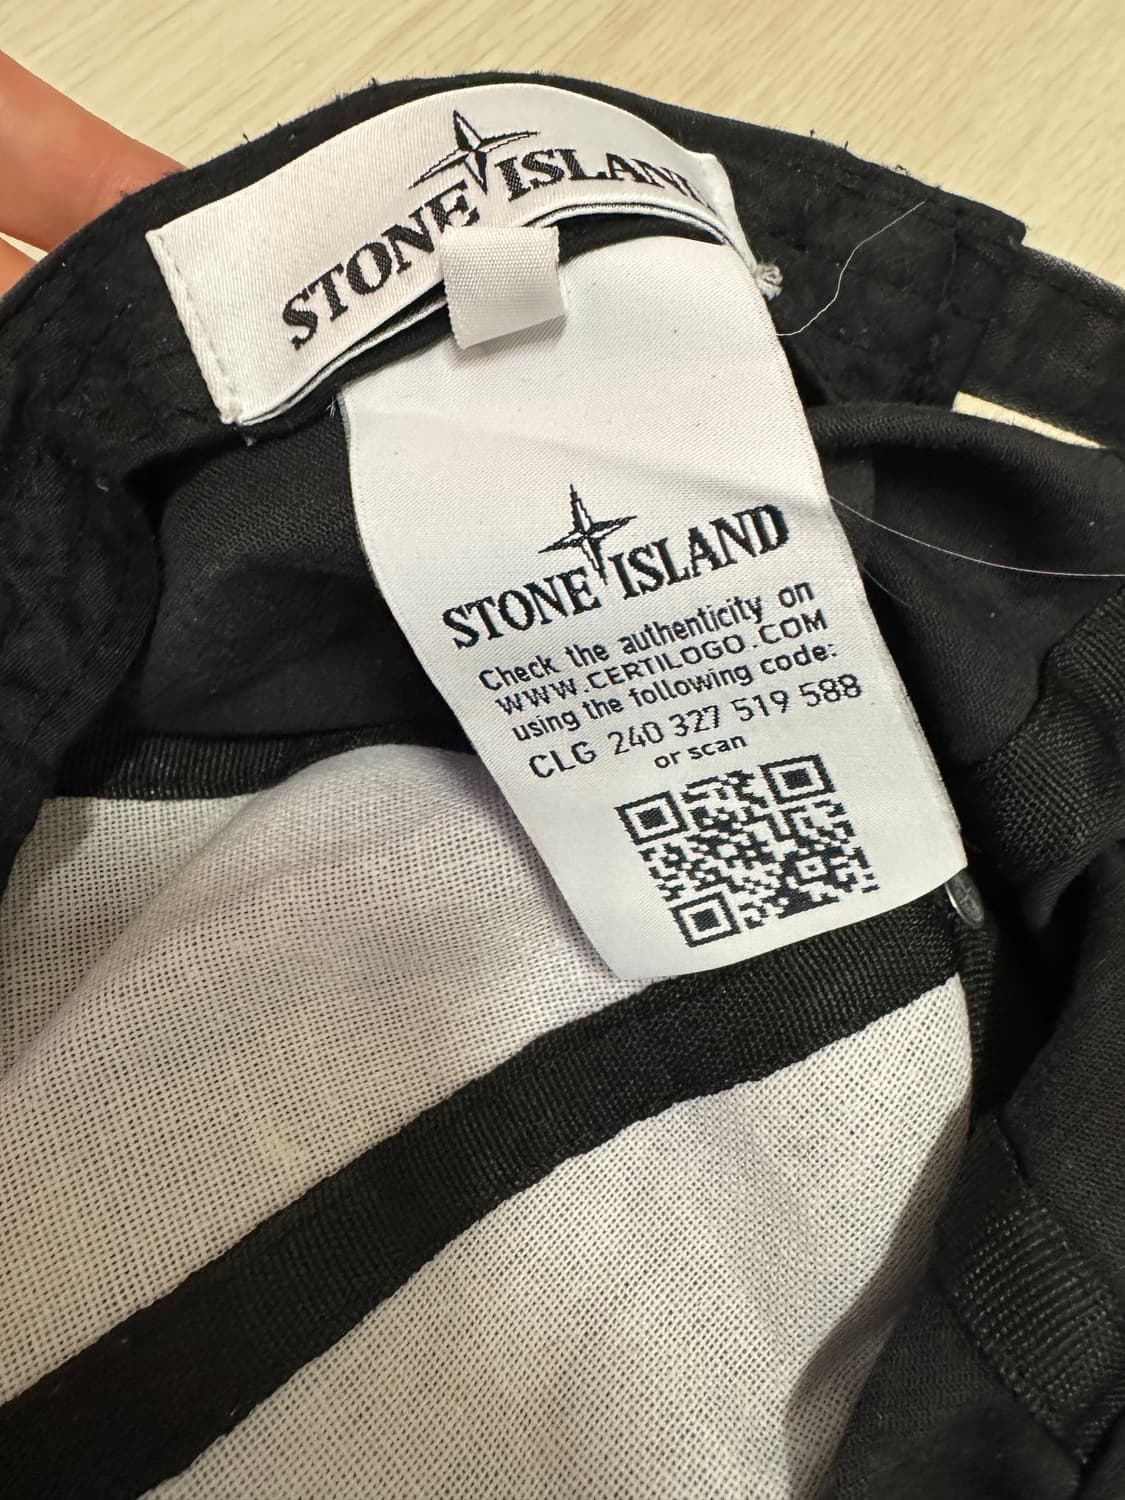 STONE ISLAND
STONE ISLAND
Check the authenticity on
WWW.CERTILOGO.COM
using the following code:
CLG 240 327 519 588
or scan